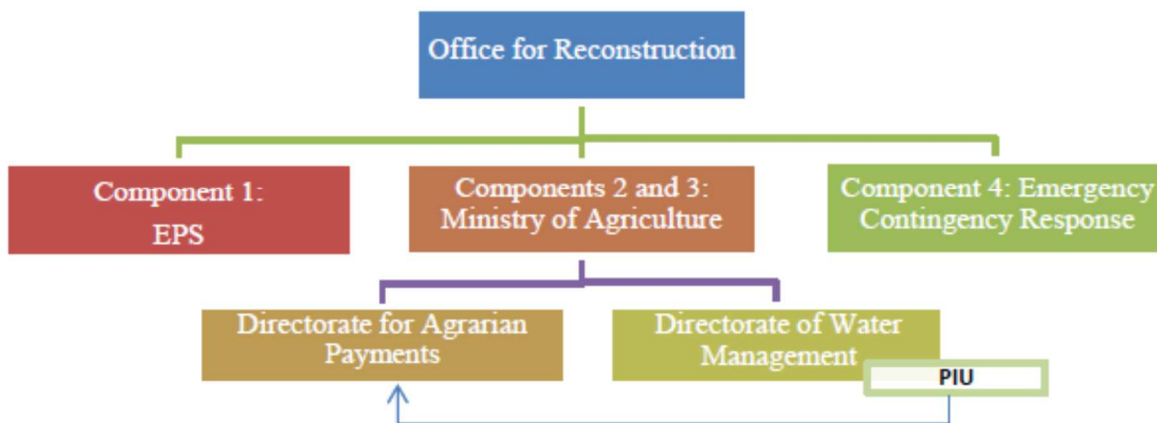 Office for Reconstruction
Component 1:
EPS
Components 2 and 3:
Ministry of Agriculture
Component 4: Emergency
Contingency Response
Directorate for Agrarian
Payments
Directorate of Water
Management
PIU